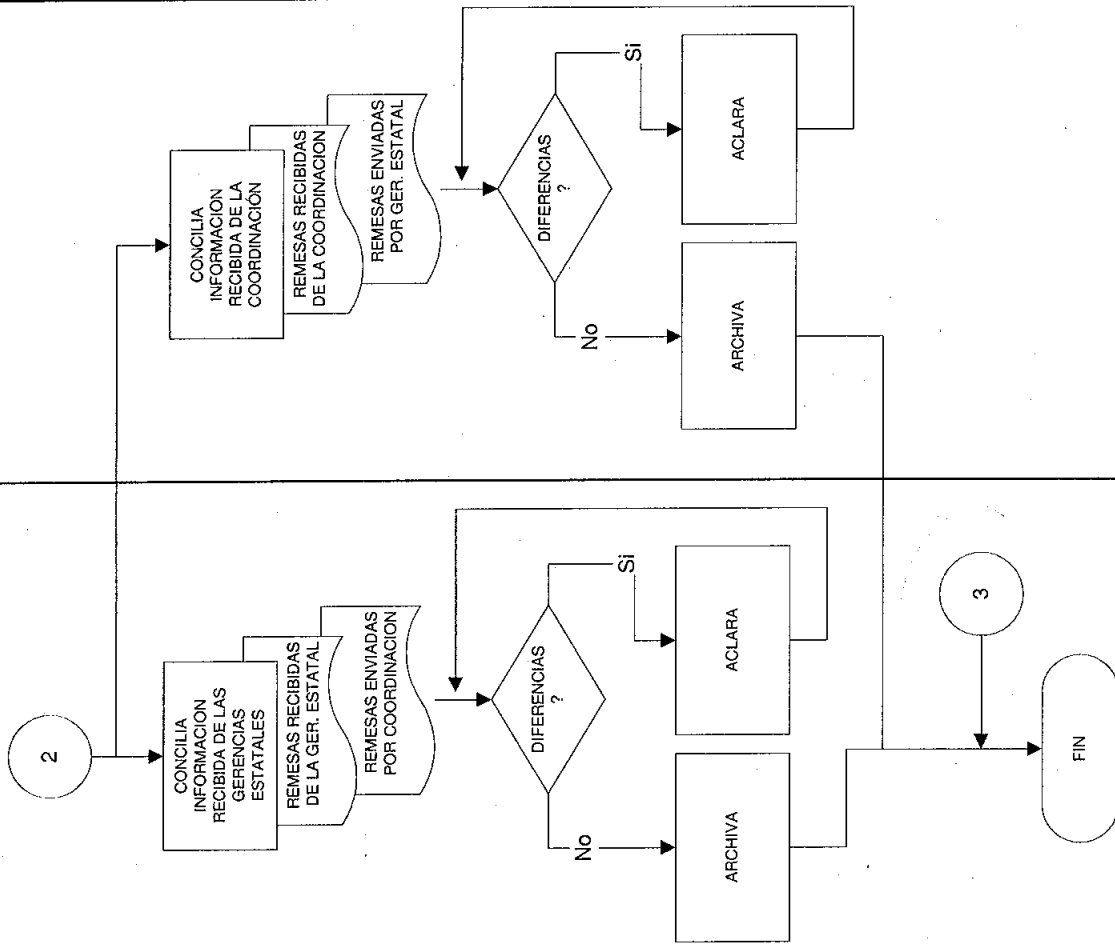 2
CONCILIA
INFORMACION
RECIBIDA DE LAS
GERENCIAS
ESTATALES
REMESAS RECIBIDAS
DE LA GER. ESTATAL
REMESAS ENVIADAS
POR COORDINACION
DIFERENCIAS
?
No
Si
ARCHIVA
ACLARA
CONCILIA
INFORMACION
RECIBIDA DE LA
COORDINACIÓN
REMESAS RECIBIDAS
DE LA COORDINACION
REMESAS ENVIADAS
POR GER. ESTATAL
DIFERENCIAS
?
No
Si
ARCHIVA
ACLARA
3
FIN